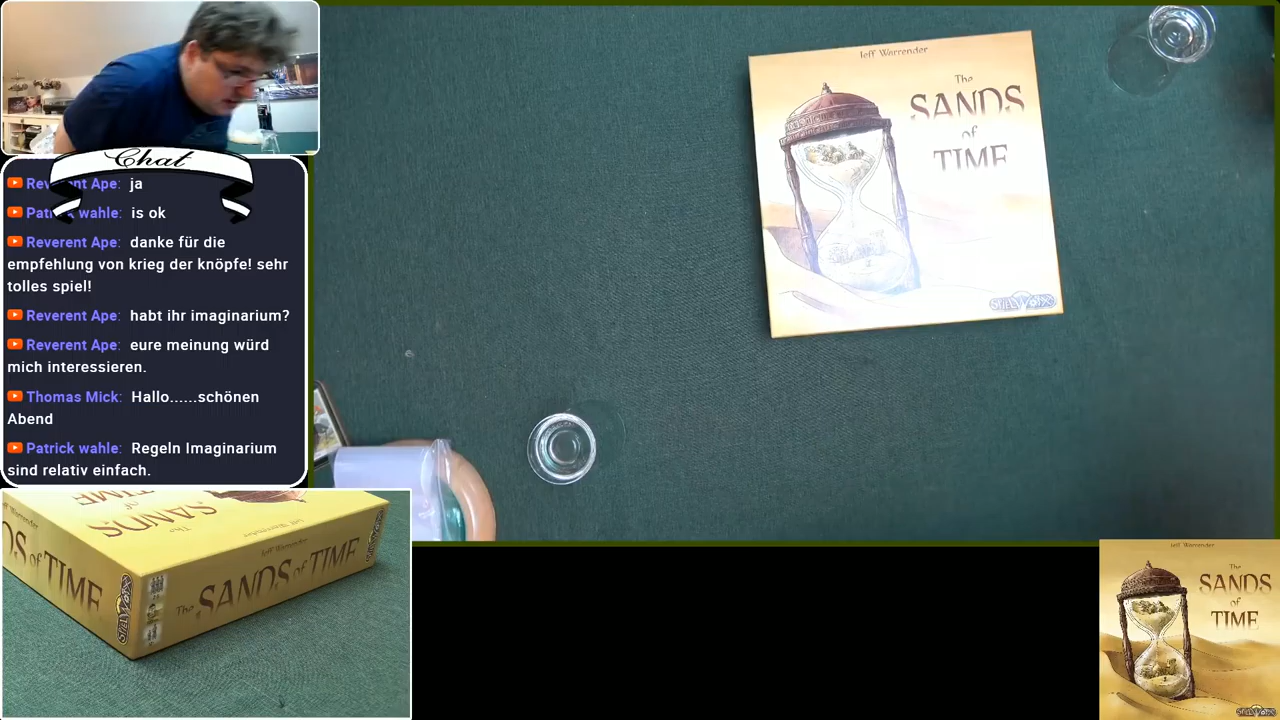 Chat
Reverent Ape: ja
Patrick wahle: is ok
Reverent Ape: danke für die
empfehlung von krieg der knöpfe! sehr
tolles spiel!
Reverent Ape: habt ihr imaginarium?
Reverent Ape: eure meinung würd
mich interessieren.
Thomas Mick: Hallo......schönen
Abend
Patrick wahle: Regeln Imaginarium
sind relativ einfach.
Jeff Warrender
The
SANDS
of
TIME
TIME
The SANDS
Jeff Warrender
The SANDS of TIME
DS of TIME
Jeff Warrender
The
SANDS
of
TIME